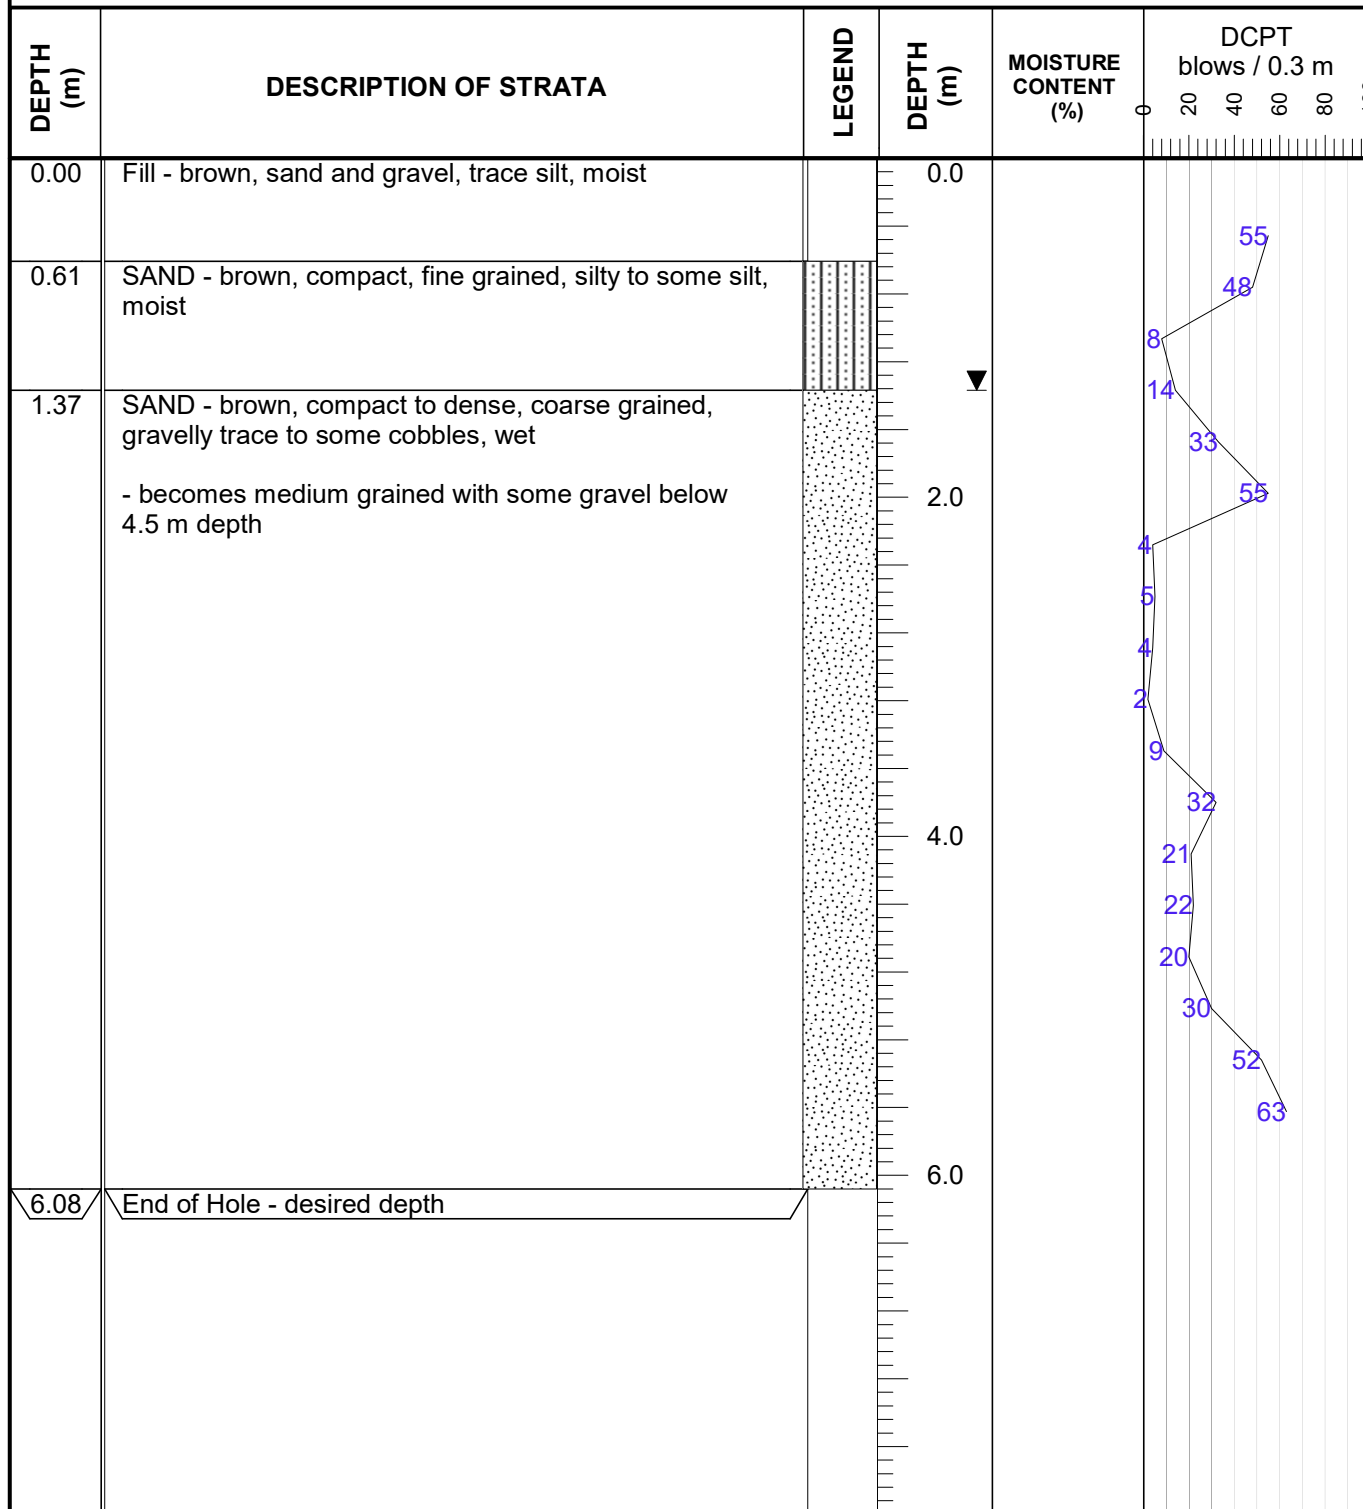 DEPTH
(m)
DESCRIPTION OF STRATA
LEGEND
DEPTH
(m)
MOISTURE
CONTENT
(%)
DCPT
blows / 0.3 m
0 20 40 60 80
0.00 Fill - brown, sand and gravel, trace silt, moist
0.0
55
0.61 SAND - brown, compact, fine grained, silty to some silt,
moist
48
8
14
1.37 SAND - brown, compact to dense, coarse grained,
gravelly trace to some cobbles, wet
33
- becomes medium grained with some gravel below
4.5 m depth
2.0
55
4
5
4
2
9
32
4.0
21
22
20
30
52
63
6.0
6.08 End of Hole - desired depth